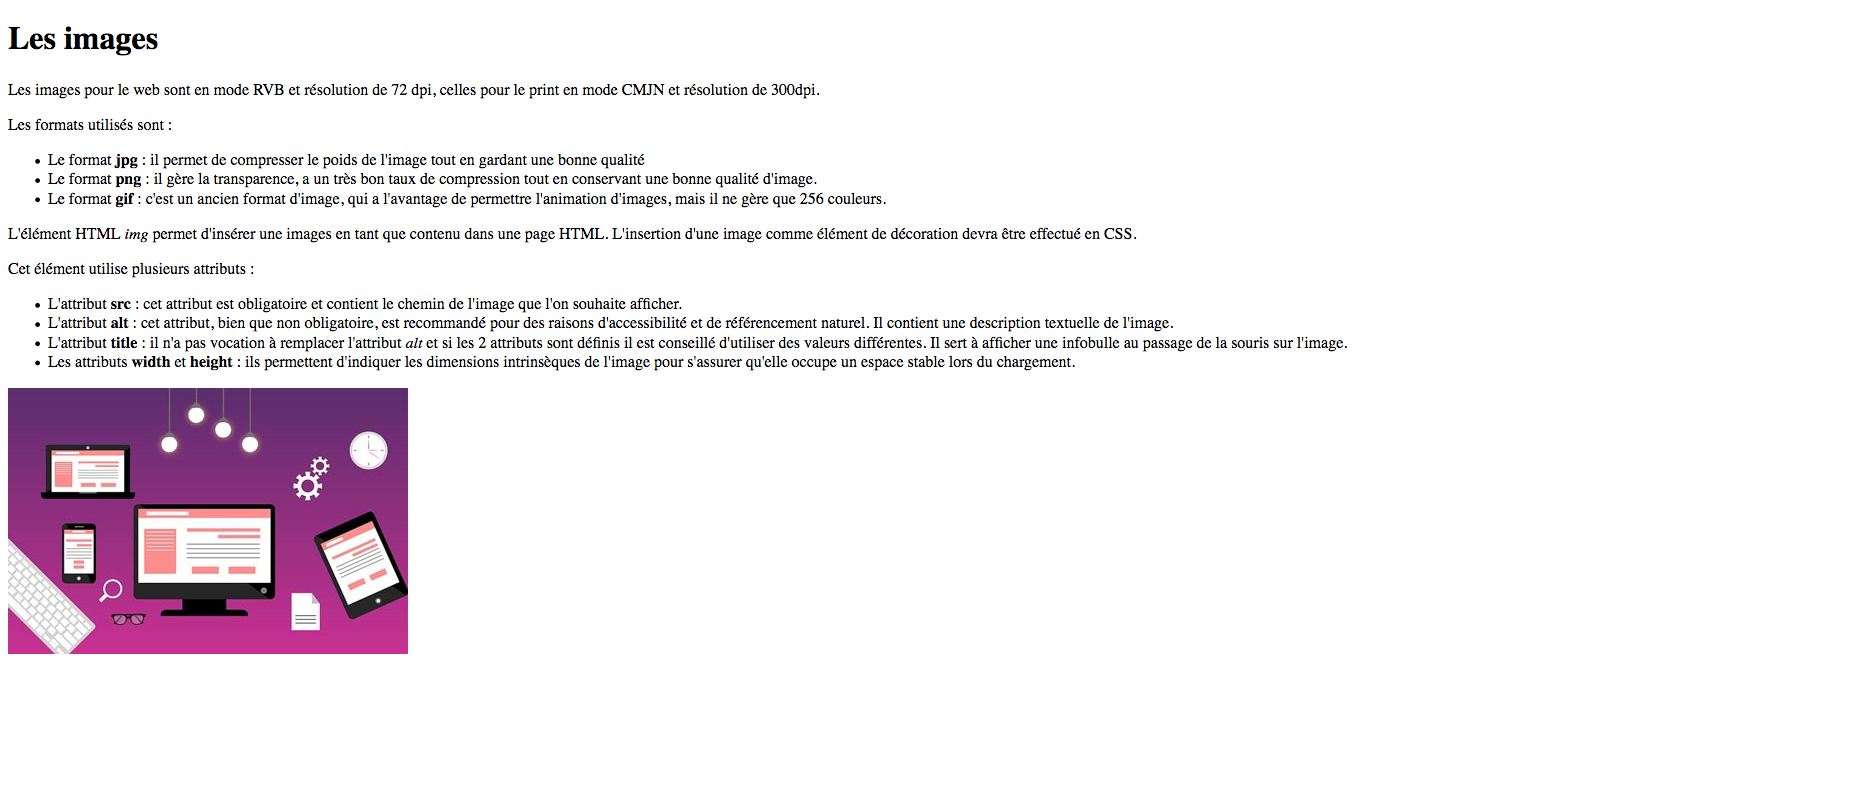 Les images
Les images pour le web sont en mode RVB et résolution de 72 dpi, celles pour le print en mode CMJN et résolution de 300dpi.
Les formats utilisés sont :
• Le format jpg : il permet de compresser le poids de l'image tout en gardant une bonne qualité
• Le format png : il gère la transparence, a un très bon taux de compression tout en conservant une bonne qualité d'image.
• Le format gif : c'est un ancien format d'image, qui a l'avantage de permettre l'animation d'images, mais il ne gère que 256 couleurs.
L'élément HTML img permet d'insérer une images en tant que contenu dans une page HTML. L'insertion d'une image comme élément de décoration devra être effectué en CSS.
Cet élément utilise plusieurs attributs :
• L'attribut src : cet attribut est obligatoire et contient le chemin de l'image que l'on souhaite afficher.
• L'attribut alt : cet attribut, bien que non obligatoire, est recommandé pour des raisons d'accessibilité et de référencement naturel. Il contient une description textuelle de l'image.
• L'attribut title : il n'a pas vocation à remplacer l'attribut alt et si les 2 attributs sont définis il est conseillé d'utiliser des valeurs différentes. Il sert à afficher une infobulle au passage de la souris sur l'image.
• Les attributs width et height : ils permettent d'indiquer les dimensions intrinsèques de l'image pour s'assurer qu'elle occupe un espace stable lors du chargement.